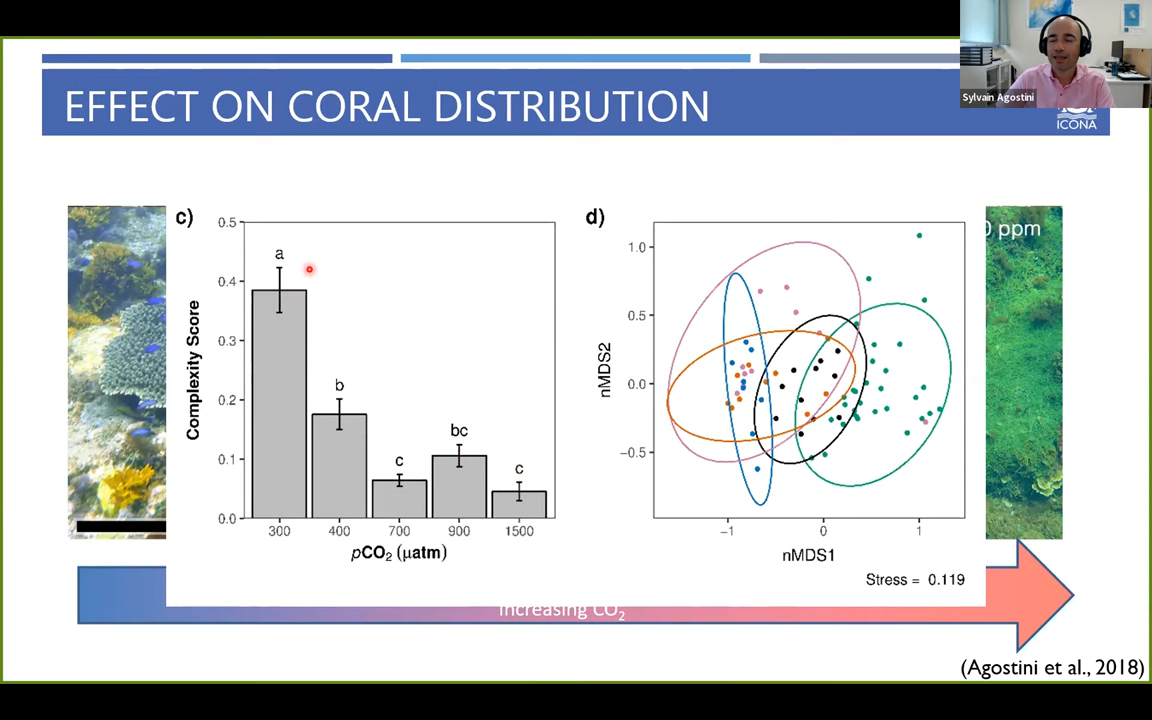 EFFECT ON CORAL DISTRIBUTION
Sylvain Agostini
ICONA
0 ppm
c)
0.5
0.4
0.3
0.2
0.1
0.0
Complexity Score
a
b
c
bc
c
300 400 700 900 1500
pCO₂ (µatm)
d)
1.0
0.5
0.0
−0.5
nMDS2
−1 0 1
nMDS1
Stress = 0.119
Increasing CO₂
(Agostini et al., 2018)